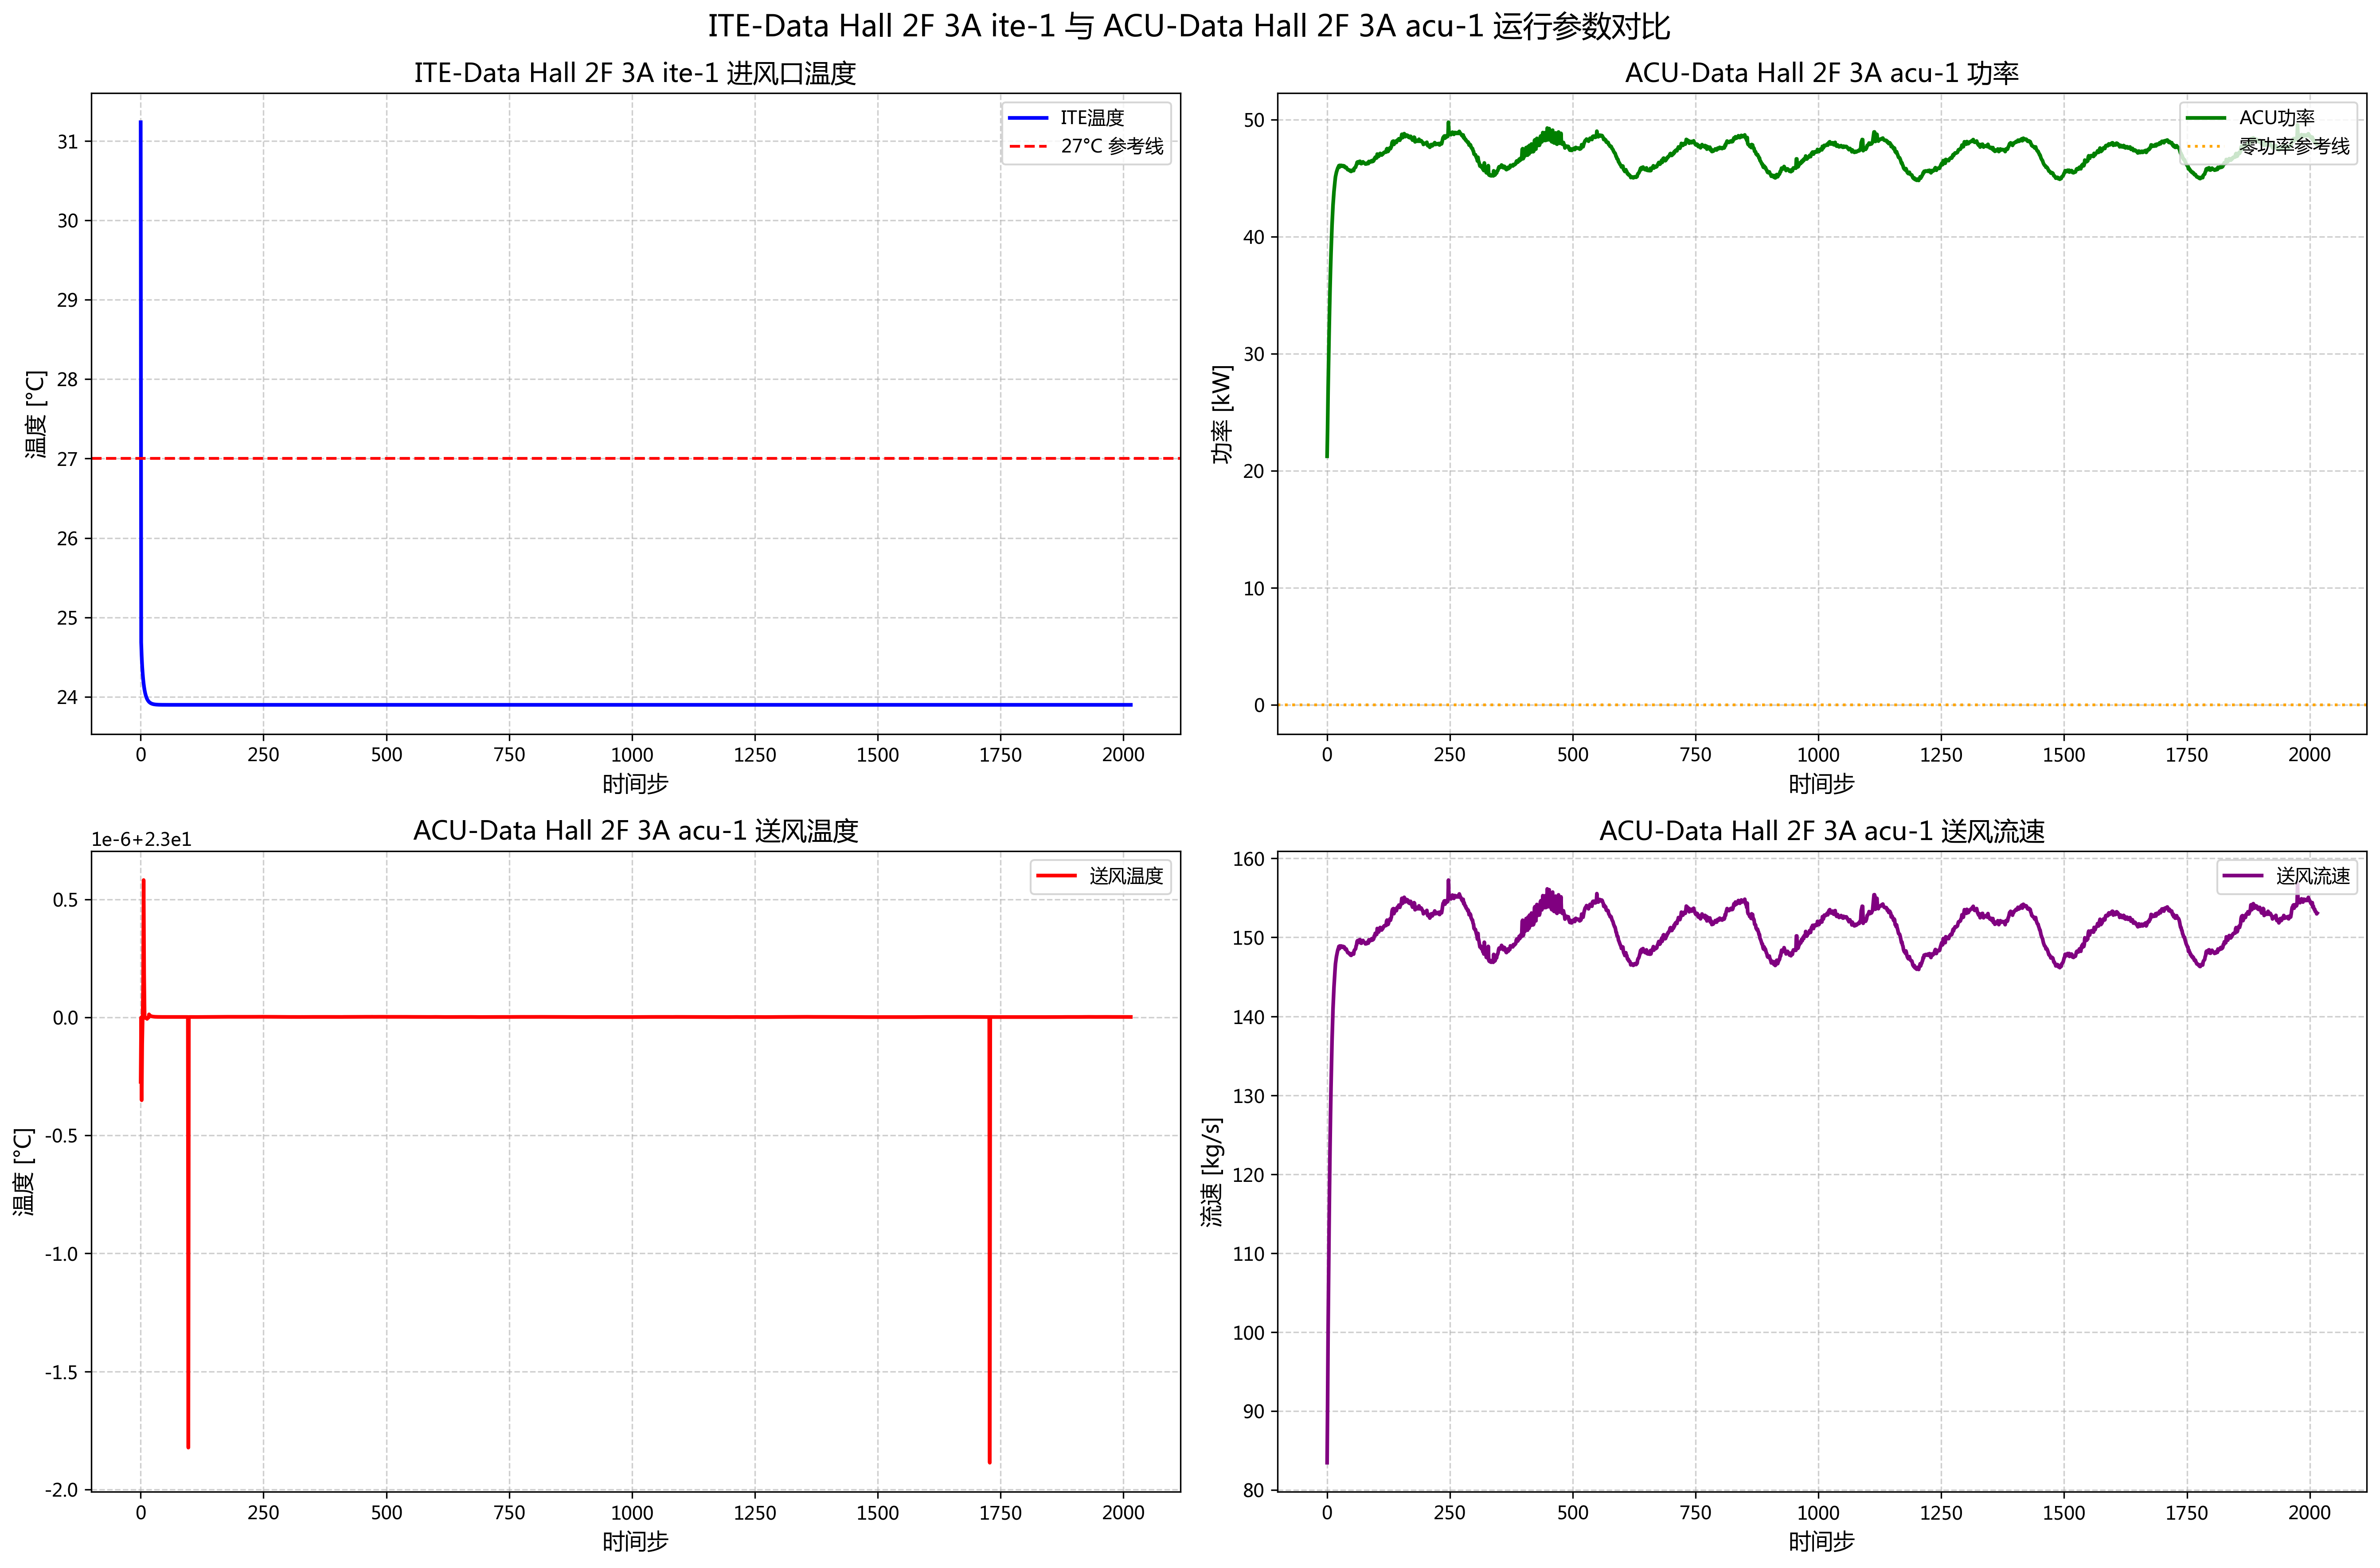 ITE-Data Hall 2F 3A ite-1 与 ACU-Data Hall 2F 3A acu-1 运行参数对比
ITE-Data Hall 2F 3A ite-1 进风口温度
ITE温度
27°C 参考线
温度 [°C]
31
30
29
28
27
26
25
24
0 250 500 750 1000 1250 1500 1750 2000
时间步
ACU-Data Hall 2F 3A acu-1 功率
ACU功率
零功率参考线
功率 [kW]
50
40
30
20
10
0
0 250 500 750 1000 1250 1500 1750 2000
时间步
ACU-Data Hall 2F 3A acu-1 送风温度
1e-6+2.3e1
送风温度
温度 [°C]
0.5
0.0
-0.5
-1.0
-1.5
-2.0
0 250 500 750 1000 1250 1500 1750 2000
时间步
ACU-Data Hall 2F 3A acu-1 送风流速
送风流速
流速 [kg/s]
160
150
140
130
120
110
100
90
80
0 250 500 750 1000 1250 1500 1750 2000
时间步